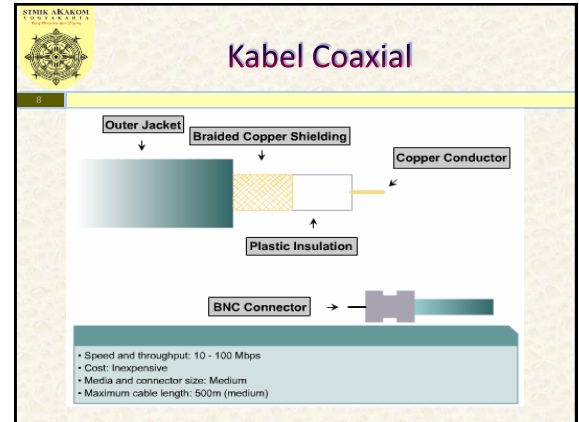 STMIK AKAKOM
YOGYAKARTA
Kabel Coaxial
8
Outer Jacket
Braided Copper Shielding
Copper Conductor
Plastic Insulation
BNC Connector
• Speed and throughput: 10 - 100 Mbps
• Cost: Inexpensive
• Media and connector size: Medium
• Maximum cable length: 500m (medium)